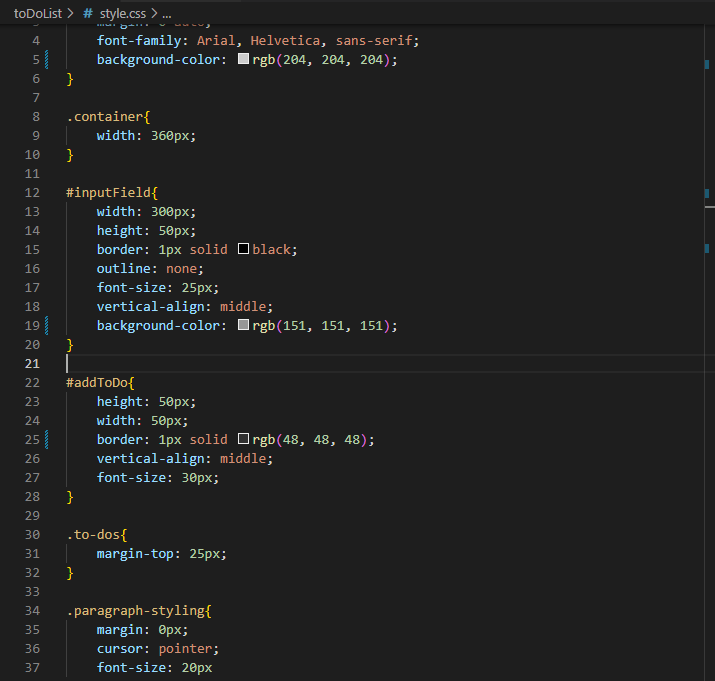 toDoList > # style.css > ...
3 margin: 0 auto;
4 font-family: Arial, Helvetica, sans-serif;
5 background-color: rgb(204, 204, 204);
6 }
7
8 .container{
9 width: 360px;
10 }
11
12 #inputField{
13 width: 300px;
14 height: 50px;
15 border: 1px solid black;
16 outline: none;
17 font-size: 25px;
18 vertical-align: middle;
19 background-color: rgb(151, 151, 151);
20 }
21
22 #addToDo{
23 height: 50px;
24 width: 50px;
25 border: 1px solid rgb(48, 48, 48);
26 vertical-align: middle;
27 font-size: 30px;
28 }
29
30 .to-dos{
31 margin-top: 25px;
32 }
33
34 .paragraph-styling{
35 margin: 0px;
36 cursor: pointer;
37 font-size: 20px